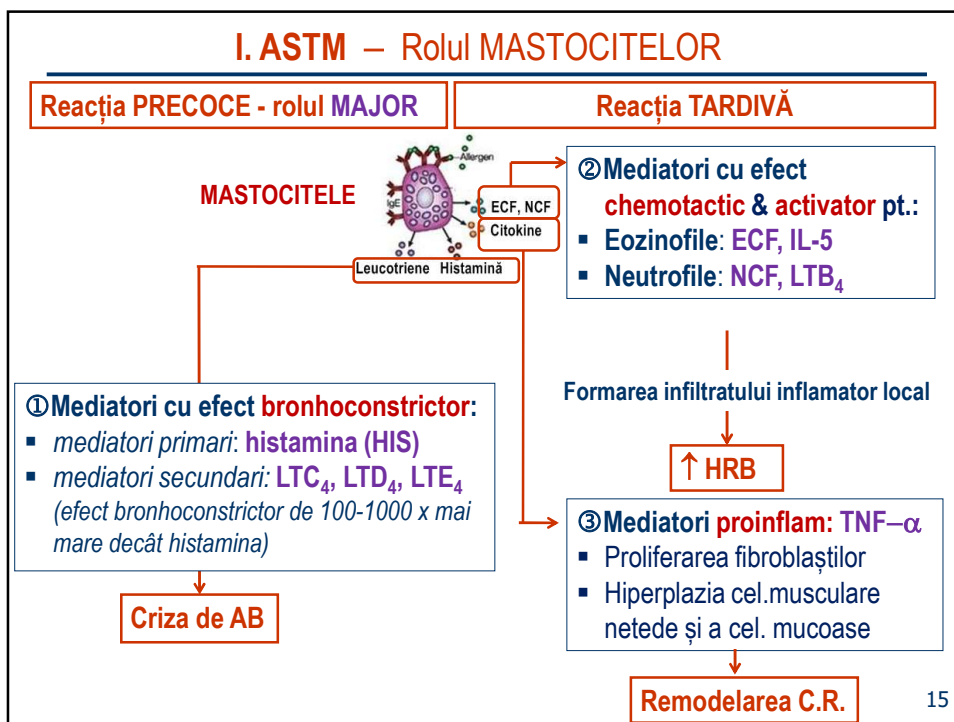 I. ASTM – Rolul MASTOCITELOR
Reacția PRECOCE - rolul MAJOR
Reacția TARDIVĂ
Allergen
IgE
MASTOCITELE
ECF, NCF
Citokine
Leucotriene Histamină
②Mediatori cu efect
chemotactic & activator pt.:
▪ Eozinofile: ECF, IL-5
▪ Neutrofile: NCF, LTB₄
Formarea infiltratului inflamator local
↑ HRB
①Mediatori cu efect bronhoconstrictor:
▪ mediatori primari: histamina (HIS)
▪ mediatori secundari: LTC₄, LTD₄, LTE₄
(efect bronhoconstrictor de 100-1000 x mai
mare decât histamina)
Criza de AB
③Mediatori proinflam: TNF–α
▪ Proliferarea fibroblaștilor
▪ Hiperplazia cel.musculare
netede și a cel. mucoase
Remodelarea C.R.
15